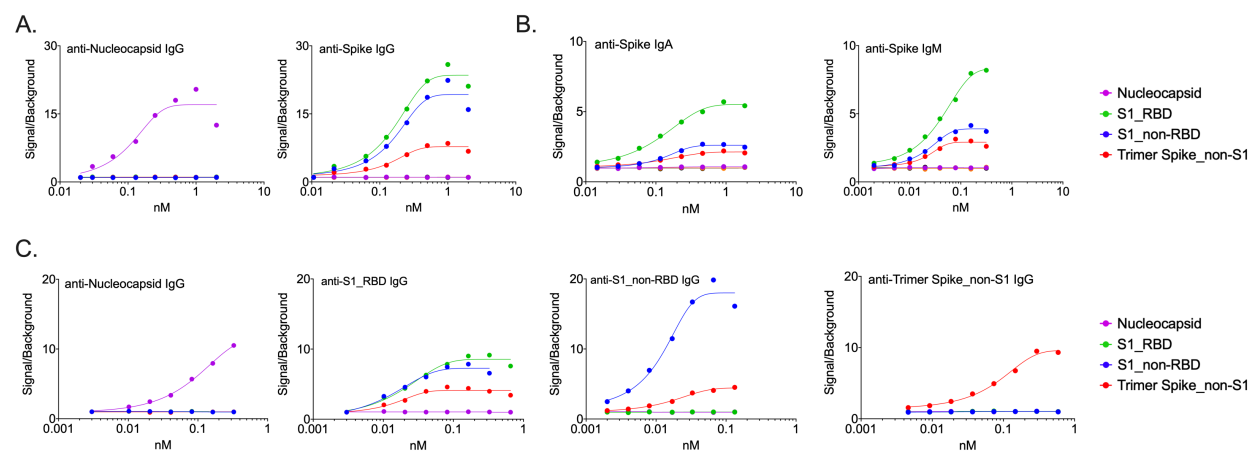 A.
B.
anti-Nucleocapsid IgG
anti-Spike IgG
anti-Spike IgA
anti-Spike IgM
Signal/Background
30
15
0
0.01 0.1 1 10 100
nM
Signal/Background
30
15
0
0.01 0.1 1 10 100
nM
Signal/Background
10
5
0
0.01 0.1 1 10
nM
Signal/Background
10
5
0
0.001 0.01 0.1 1 10
nM
Nucleocapsid
S1_RBD
S1_non-RBD
Trimer Spike_non-S1
C.
anti-Nucleocapsid IgG
anti-S1_RBD IgG
anti-S1_non-RBD IgG
anti-Trimer Spike_non-S1 IgG
Signal/Background
20
10
0
0.001 0.01 0.1 1
nM
Signal/Background
20
10
0
0.001 0.01 0.1 1
nM
Signal/Background
20
10
0
0.001 0.01 0.1 1
nM
Signal/Background
20
10
0
0.001 0.01 0.1 1
nM
Nucleocapsid
S1_RBD
S1_non-RBD
Trimer Spike_non-S1